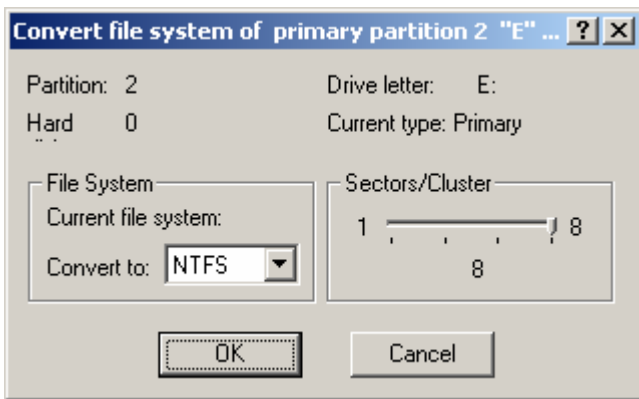 Convert file system of primary partition 2 "E" ...
Partition: 2
Drive letter: E:
Hard 0
Current type: Primary
File System
Current file system:
Convert to: NTFS
Sectors/Cluster
1 8
8
OK
Cancel